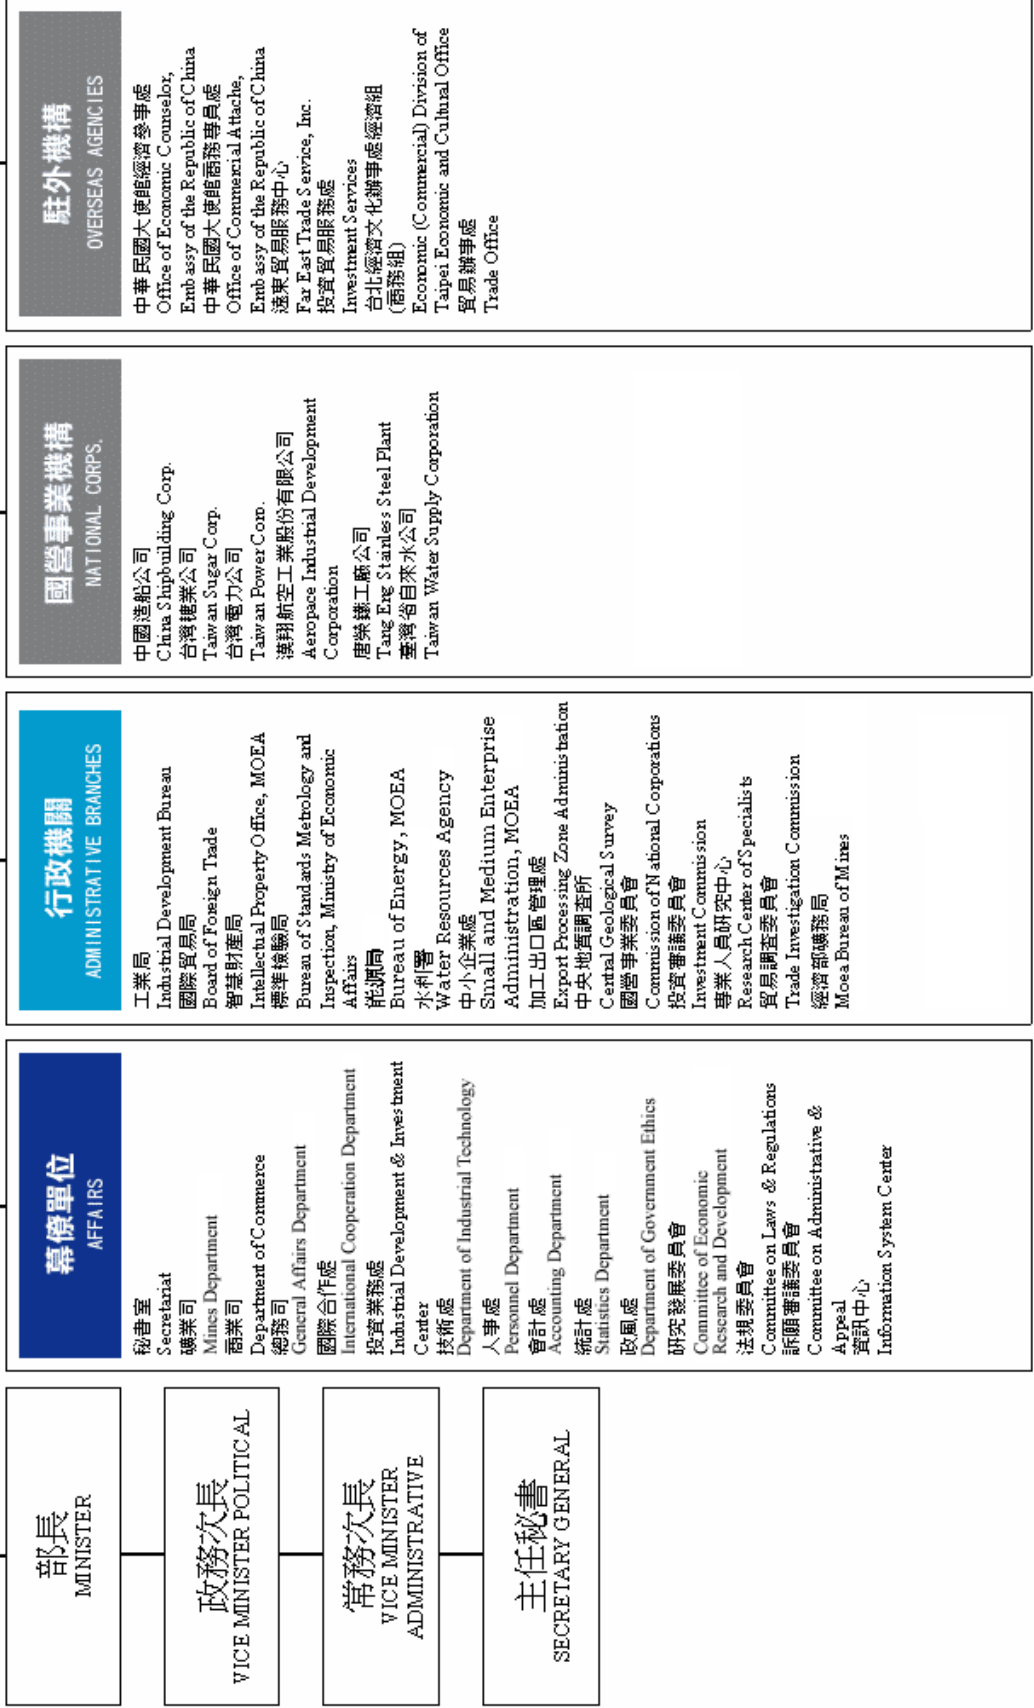 部長
MINISTER
政務次長
VICE MINISTER POLITICAL
常務次長
VICE MINISTER
ADMINISTRATIVE
主任秘書
SECRETARY GENERAL
幕僚單位
AFFAIRS
秘書室
Secretariat
礦業司
Mines Department
商業司
Department of Commerce
總務司
General Affairs Department
國際合作處
International Cooperation Department
投資業務處
Industrial Development & Investment
Center
技術處
Department of Industrial Technology
人事處
Personnel Department
會計處
Accounting Department
統計處
Statistics Department
政風處
Department of Government Ethics
研究發展委員會
Committee of Economic
Research and Development
法規委員會
Committee on Laws & Regulations
訴願審議委員會
Committee on Administrative &
Appeal
資訊中心
Information System Center
行政機關
ADMINISTRATIVE BRANCHES
工業局
Industrial Development Bureau
國際貿易局
Board of Foreign Trade
智慧財產局
Intellectual Property Office, MOEA
標準檢驗局
Bureau of Standards Metrology and
Inspection, Ministry of Economic
Affairs
能源局
Bureau of Energy, MOEA
水利署
Water Resources Agency
中小企業處
Small and Medium Enterprise
Administration, MOEA
加工出口區管理處
Export Processing Zone Administration
中央地質調查所
Central Geological Survey
國營事業委員會
Commission of National Corporations
投資審議委員會
Investment Commission
專業人員研究中心
Research Center of Specialists
貿易調查委員會
Trade Investigation Commission
經濟部礦務局
Moea Bureau of Mines
國營事業機構
NATIONAL CORPS.
中國造船公司
China Shipbuilding Corp.
台灣糖業公司
Taiwan Sugar Corp.
台灣電力公司
Taiwan Power Corp.
漢翔航空工業股份有限公司
Aeropace Industrial Development
Corporation
唐榮鐵工廠公司
Tang Eng Stainless Steel Plant
臺灣省自來水公司
Taiwan Water Supply Corporation
駐外機構
OVERSEAS AGENCIES
中華民國大使館經濟參事處
Office of Economic Counselor,
Embassy of the Republic of China
中華民國大使館商務專員處
Office of Commercial Attache,
Embassy of the Republic of China
遠東貿易服務中心
Far East Trade Service, Inc.
投資貿易服務處
Investment Services
台北經濟文化辦事處經濟組
(商務組)
Economic (Commercial) Division of
Taipei Economic and Cultural Office
貿易辦事處
Trade Office